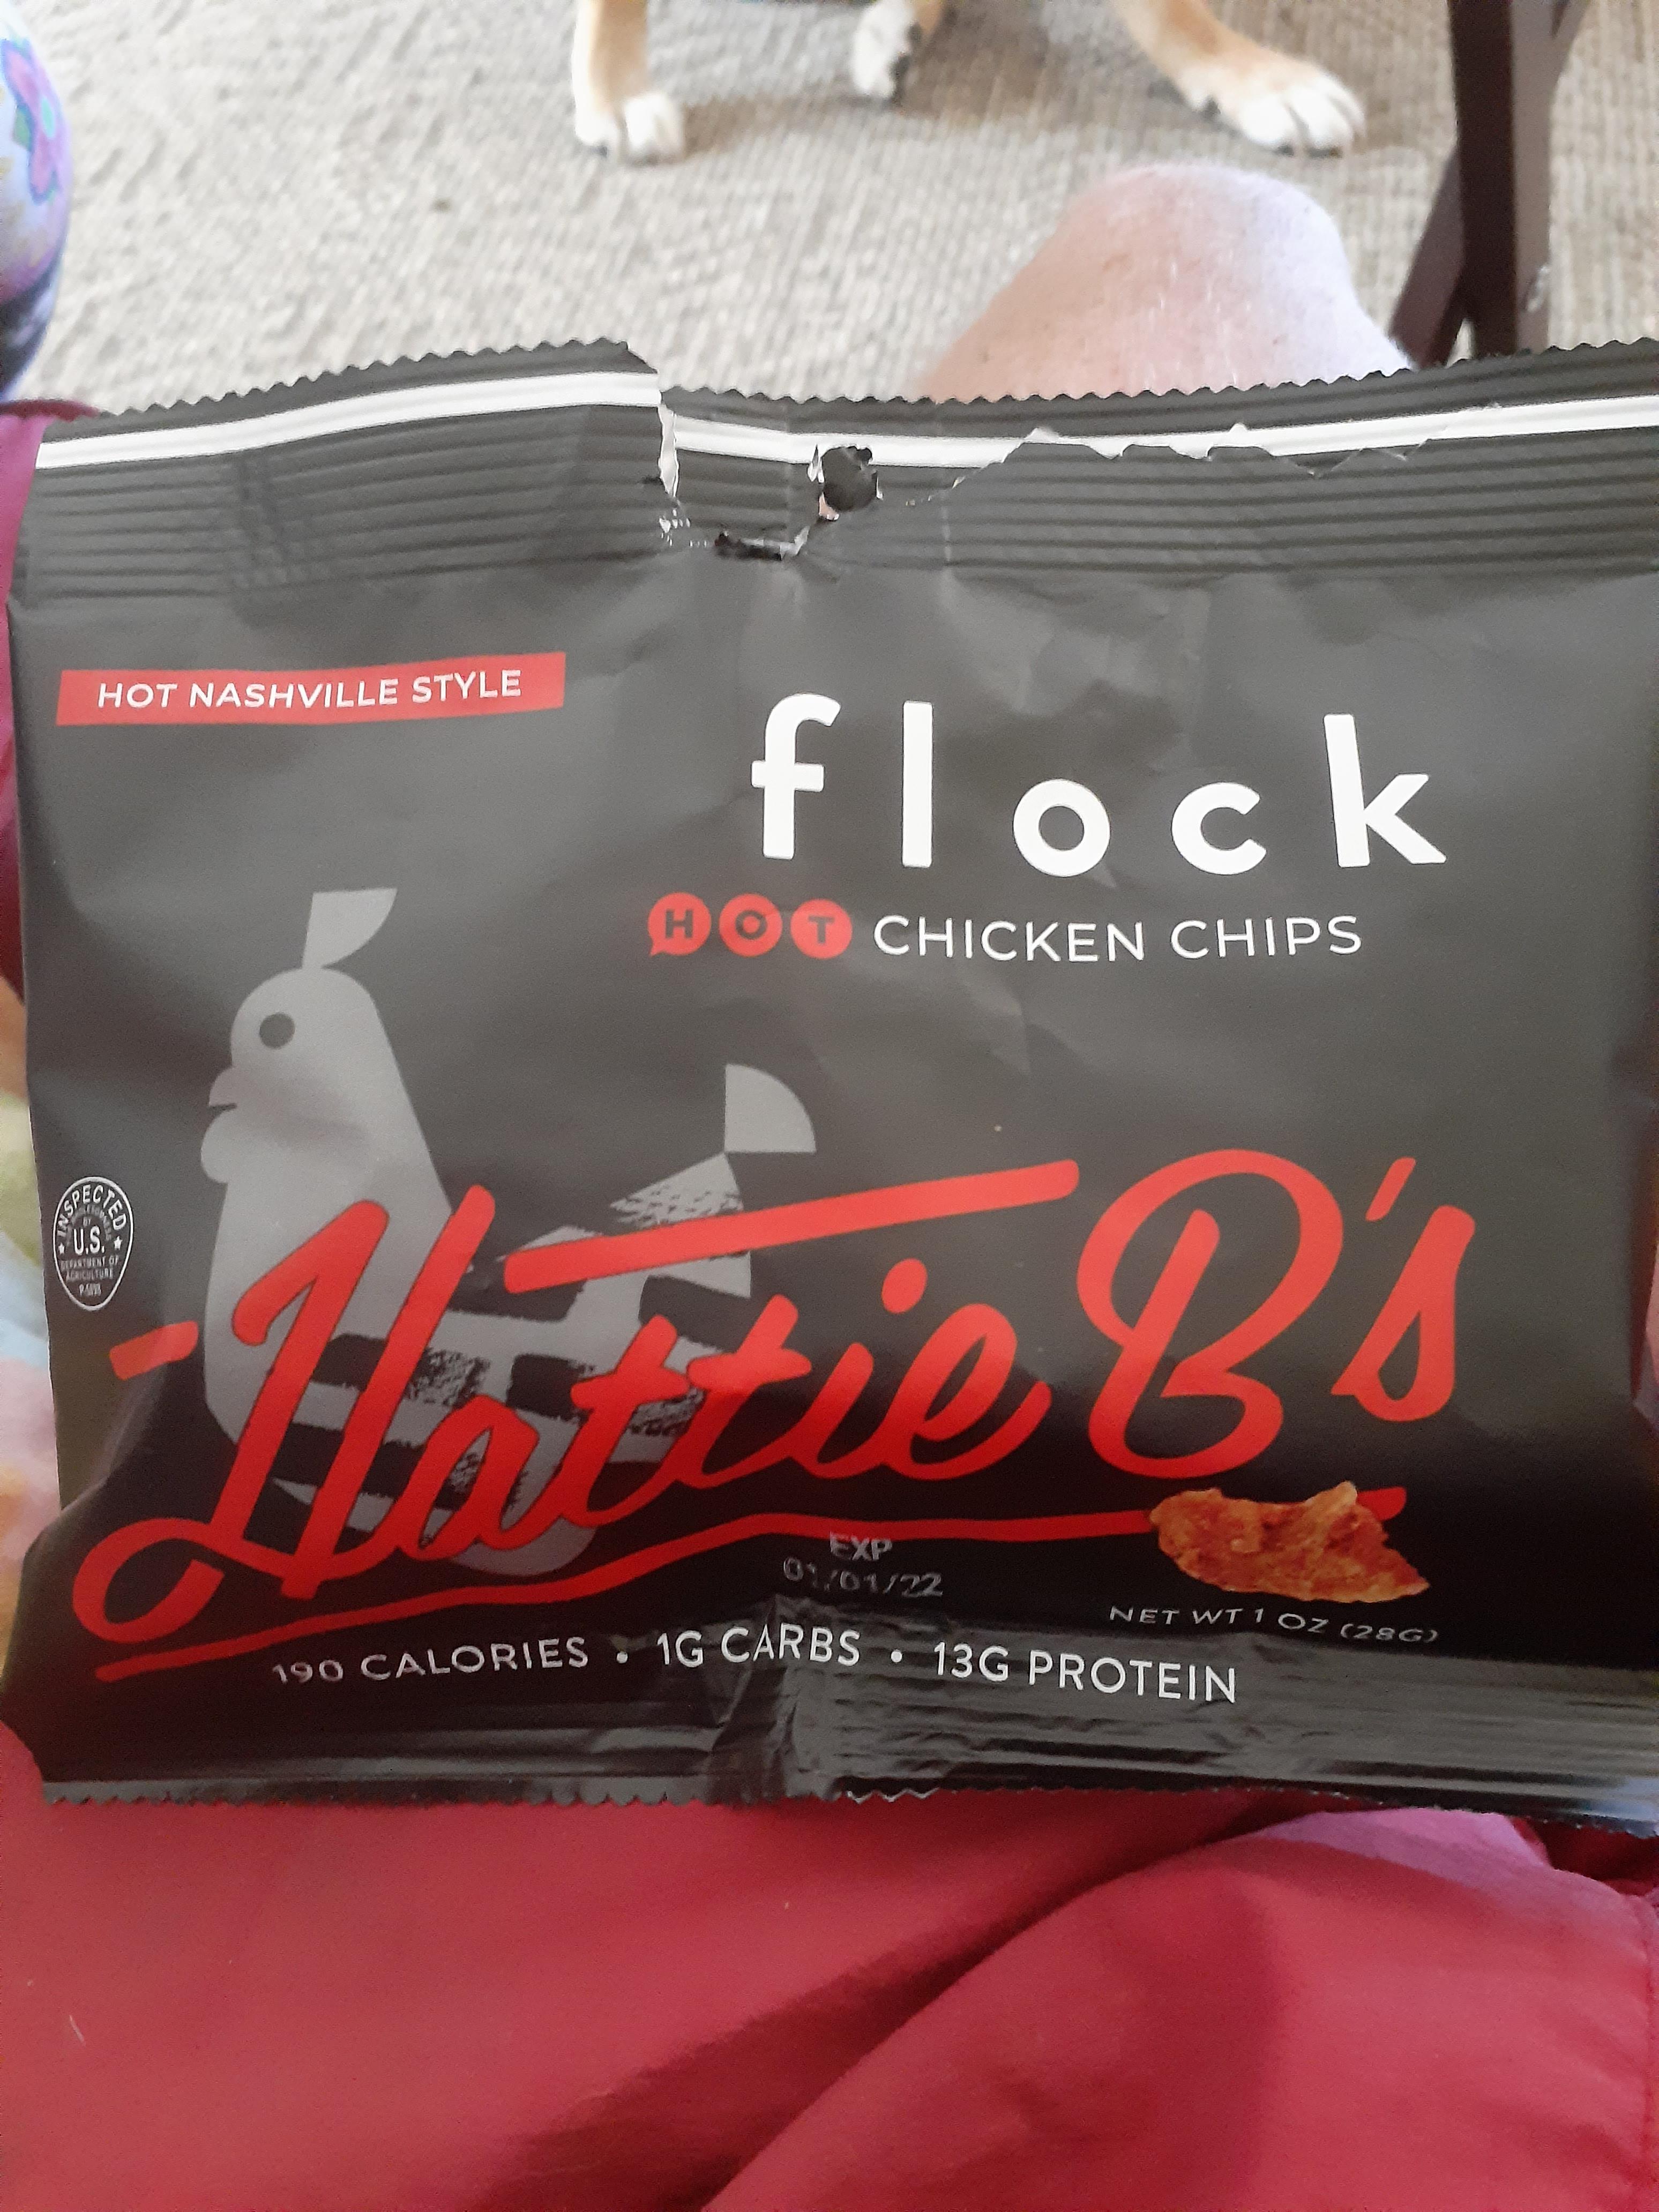 HOT NASHVILLE STYLE
flock
HOT CHICKEN CHIPS
Hattie B's
INSPECTED
BY
U.S.
DEPARTMENT OF
AGRICULTURE
EXP
01/01/22
NET WT 1 OZ (28G)
190 CALORIES • 1G CARBS • 13G PROTEIN